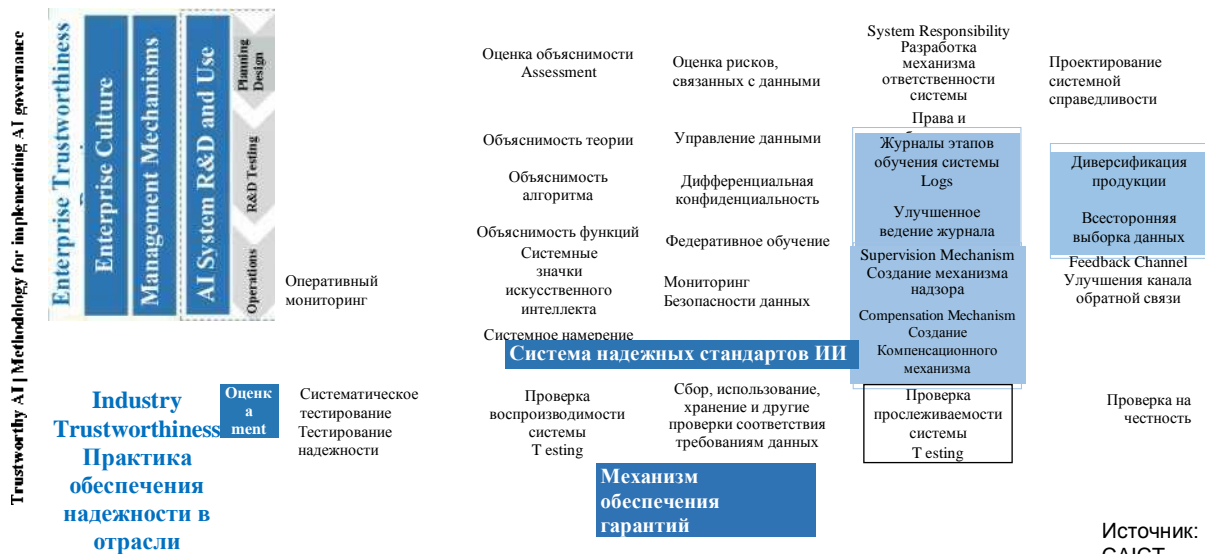 Trustworthy AI | Methodology for implementing AI governance
Enterprise Trustworthiness
Enterprise Culture
Management Mechanisms
AI System R&D and Use
Planning
Design
R&D Testing
Operations
Оперативный
мониторинг
Оценка объяснимости
Assessment
Объяснимость теории
Объяснимость
алгоритма
Объяснимость функций
Системные
значки
искусственного
интеллекта
Системное намерение
Оценка рисков,
связанных с данными
Управление данными
Дифференциальная
конфиденциальность
Федеративное обучение
Мониторинг
Безопасности данных
System Responsibility
Разработка
механизма
ответственности
системы
Права и
Журналы этапов
обучения системы
Logs
Улучшенное
ведение журнала
Supervision Mechanism
Создание механизма
надзора
Compensation Mechanism
Создание
Компенсационного
механизма
Проектирование
системной
справедливости
Диверсификация
продукции
Всесторонняя
выборка данных
Feedback Channel
Улучшения канала
обратной связи
Система надежных стандартов ИИ
Industry
Trustworthiness
Практика
обеспечения
надежности в
отрасли
Оценк
а
ment
Систематическое
тестирование
Тестирование
надежности
Проверка
воспроизводимости
системы
T esting
Сбор, использование,
хранение и другие
проверки соответствия
требованиям данных
Проверка
прослеживаемости
системы
T esting
Проверка на
честность
Механизм
обеспечения
гарантий
Источник: